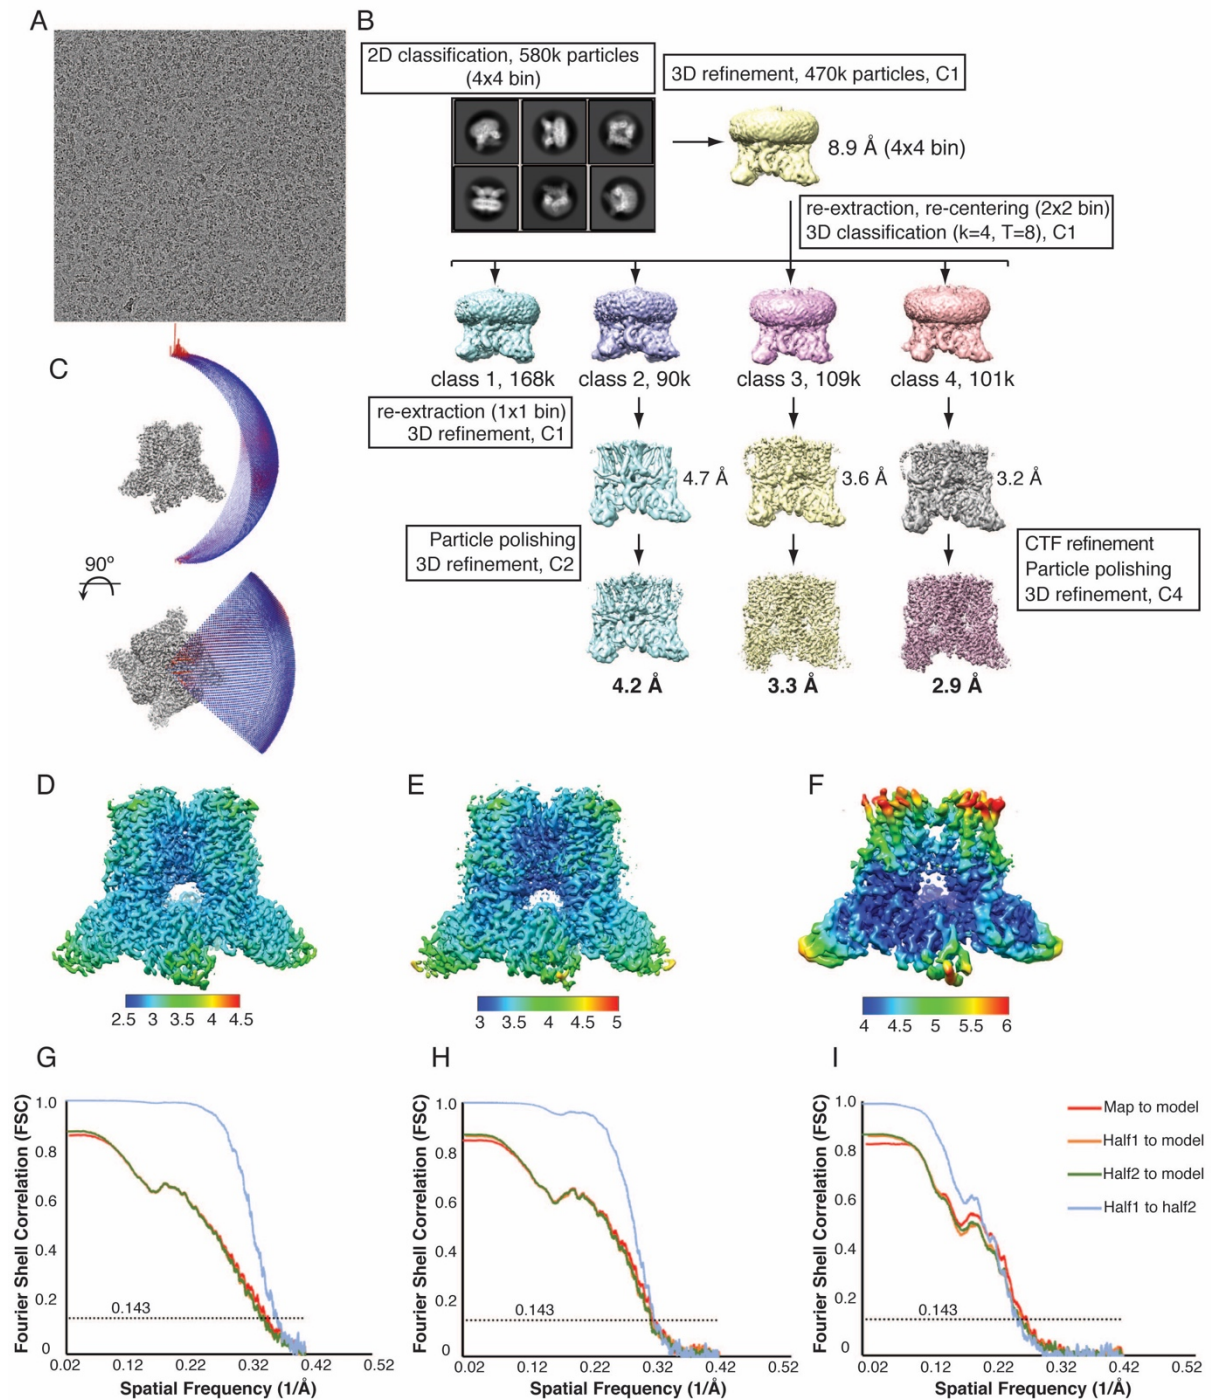 A
B
2D classification, 580k particles
(4x4 bin)
3D refinement, 470k particles, C1
8.9 Å (4x4 bin)
re-extraction, re-centering (2x2 bin)
3D classification (k=4, T=8), C1
class 1, 168k
class 2, 90k
class 3, 109k
class 4, 101k
re-extraction (1x1 bin)
3D refinement, C1
4.7 Å
3.6 Å
3.2 Å
Particle polishing
3D refinement, C2
CTF refinement
Particle polishing
3D refinement, C4
4.2 Å
3.3 Å
2.9 Å
C
90º
D
E
F
2.5 3 3.5 4 4.5
3 3.5 4 4.5 5
4 4.5 5 5.5 6
G
H
I
Fourier Shell Correlation (FSC)
1.0
0.8
0.6
0.4
0.2
0
0.143
0.02 0.12 0.22 0.32 0.42 0.52
Spatial Frequency (1/Å)
Fourier Shell Correlation (FSC)
1.0
0.8
0.6
0.4
0.2
0
0.143
0.02 0.12 0.22 0.32 0.42 0.52
Spatial Frequency (1/Å)
Fourier Shell Correlation (FSC)
1.0
0.8
0.6
0.4
0.2
0
0.143
0.02 0.12 0.22 0.32 0.42 0.52
Spatial Frequency (1/Å)
Map to model
Half1 to model
Half2 to model
Half1 to half2